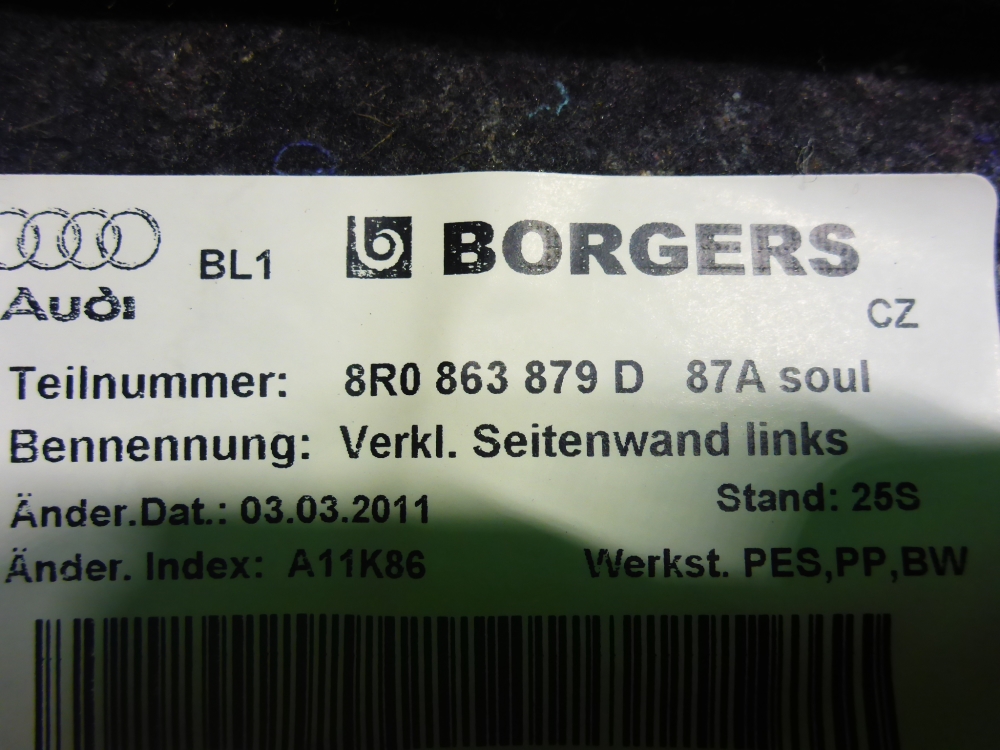 BL1 BORGERS
Audi
CZ
Teilnummer: 8R0 863 879 D 87A soul
Bennennung: Verkl. Seitenwand links
Änder.Dat.: 03.03.2011 Stand: 25S
Änder. Index: A11K86 Werkst. PES,PP,BW